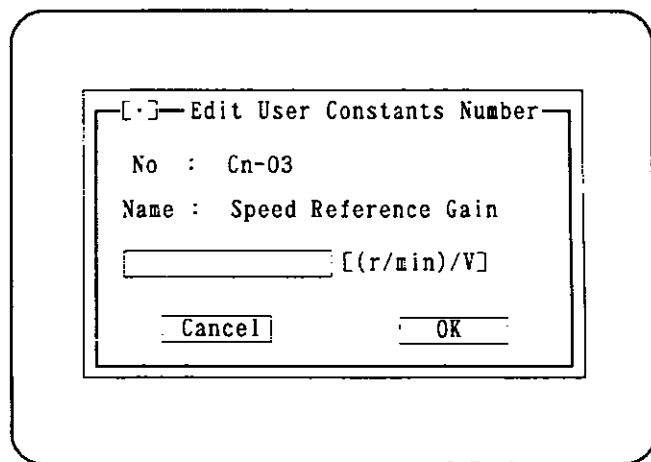 [·] Edit User Constants Number
No : Cn-03
Name : Speed Reference Gain
[(r/min)/V]
Cancel OK